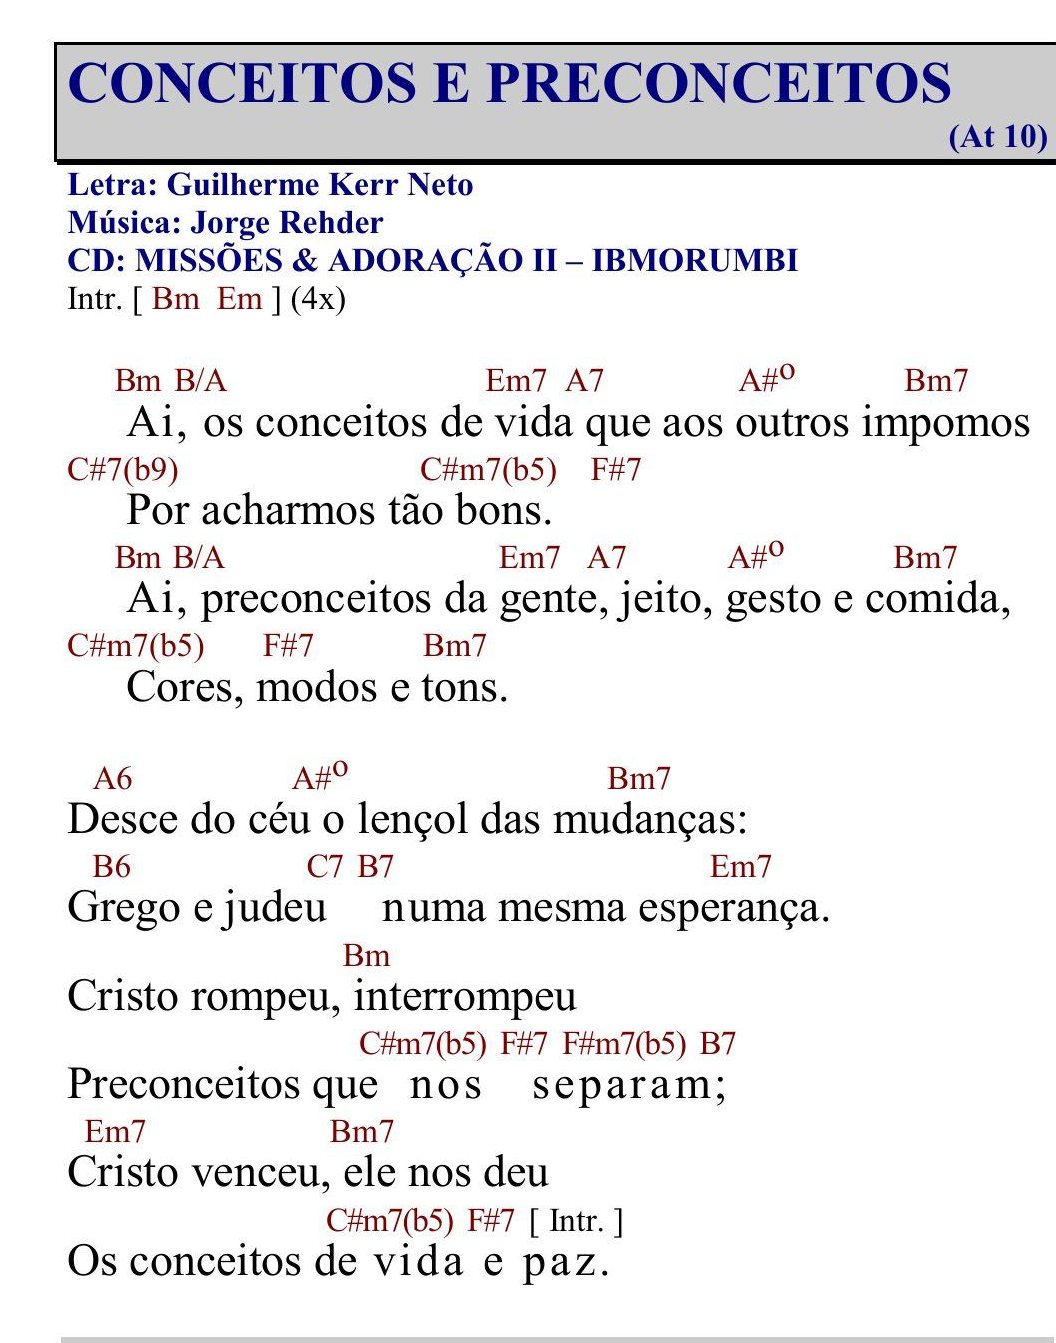 CONCEITOS E PRECONCEITOS
(At 10)
Letra: Guilherme Kerr Neto
Música: Jorge Rehder
CD: MISSÕES & ADORAÇÃO II – IBMORUMBI
Intr. [ Bm Em ] (4x)
Bm B/A Em7 A7 A#º Bm7
Ai, os conceitos de vida que aos outros impomos
C#7(b9) C#m7(b5) F#7
Por acharmos tão bons.
Bm B/A Em7 A7 A#º Bm7
Ai, preconceitos da gente, jeito, gesto e comida,
C#m7(b5) F#7 Bm7
Cores, modos e tons.
A6 A#º Bm7
Desce do céu o lençol das mudanças:
B6 C7 B7 Em7
Grego e judeu numa mesma esperança.
Bm
Cristo rompeu, interrompeu
C#m7(b5) F#7 F#m7(b5) B7
Preconceitos que nos separam;
Em7 Bm7
Cristo venceu, ele nos deu
C#m7(b5) F#7 [ Intr. ]
Os conceitos de vida e paz.